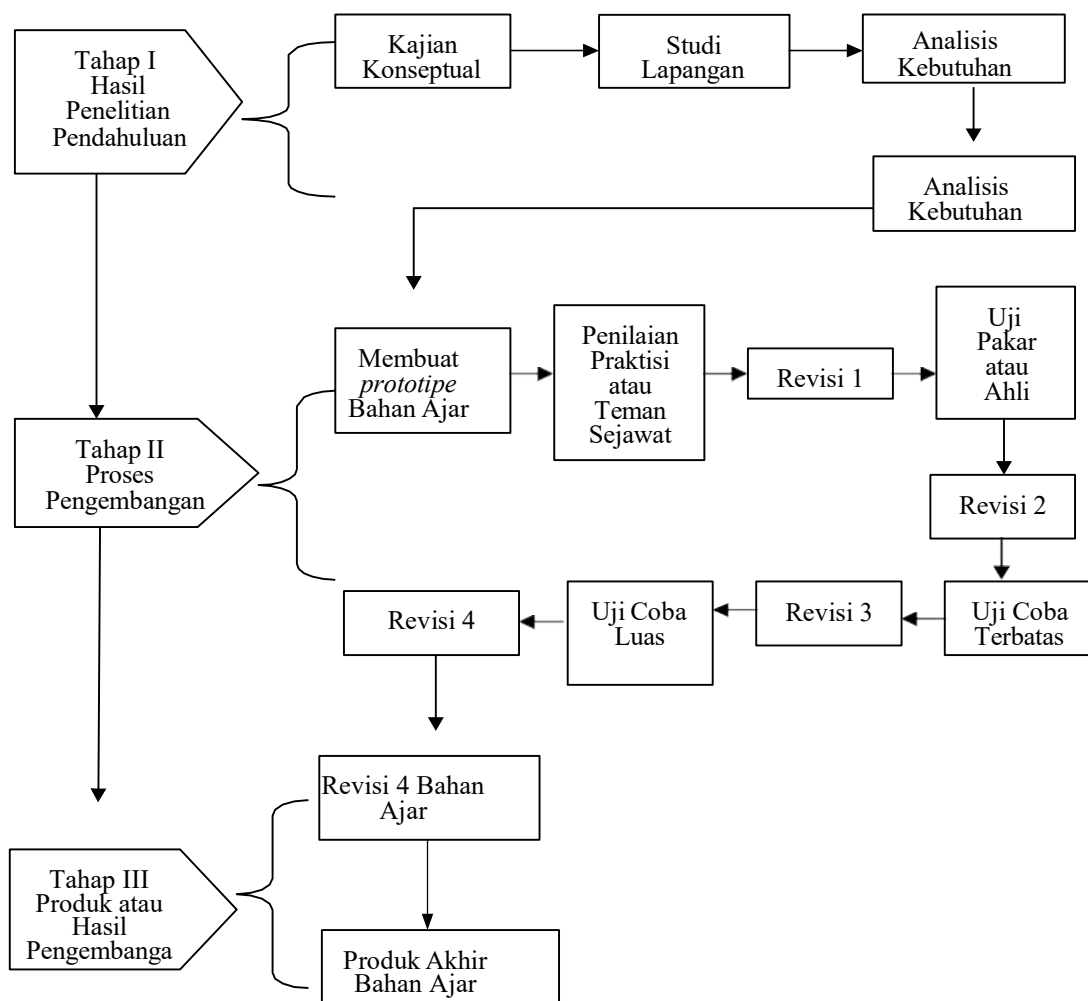 Tahap I
Hasil
Penelitian
Pendahuluan
Kajian
Konseptual
Studi
Lapangan
Analisis
Kebutuhan
Analisis
Kebutuhan
Tahap II
Proses
Pengembangan
Membuat
prototipe
Bahan Ajar
Penilaian
Praktisi
atau
Teman
Sejawat
Revisi 1
Uji
Pakar
atau
Ahli
Revisi 2
Uji Coba
Terbatas
Revisi 3
Uji Coba
Luas
Revisi 4
Tahap III
Produk atau
Hasil
Pengembanga
Revisi 4 Bahan
Ajar
Produk Akhir
Bahan Ajar